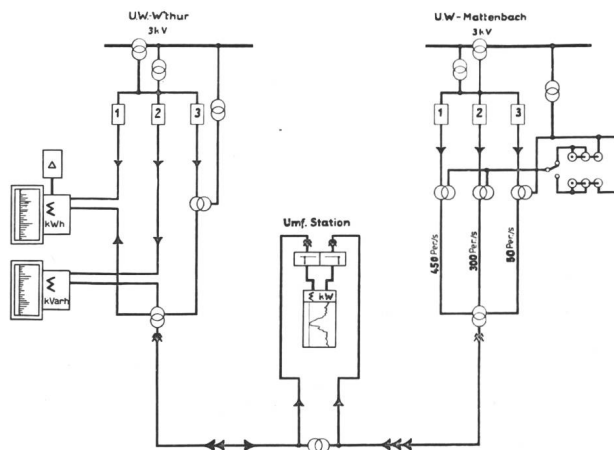 U.W.-W'thur
3kV
1
2
3
Δ
Σ
kWh
Σ
kVarh
Umf. Station
Σ kW
U.W-Mattenbach
3kV
1
2
3
450 Per/s
300 Per/s
50 Per/s